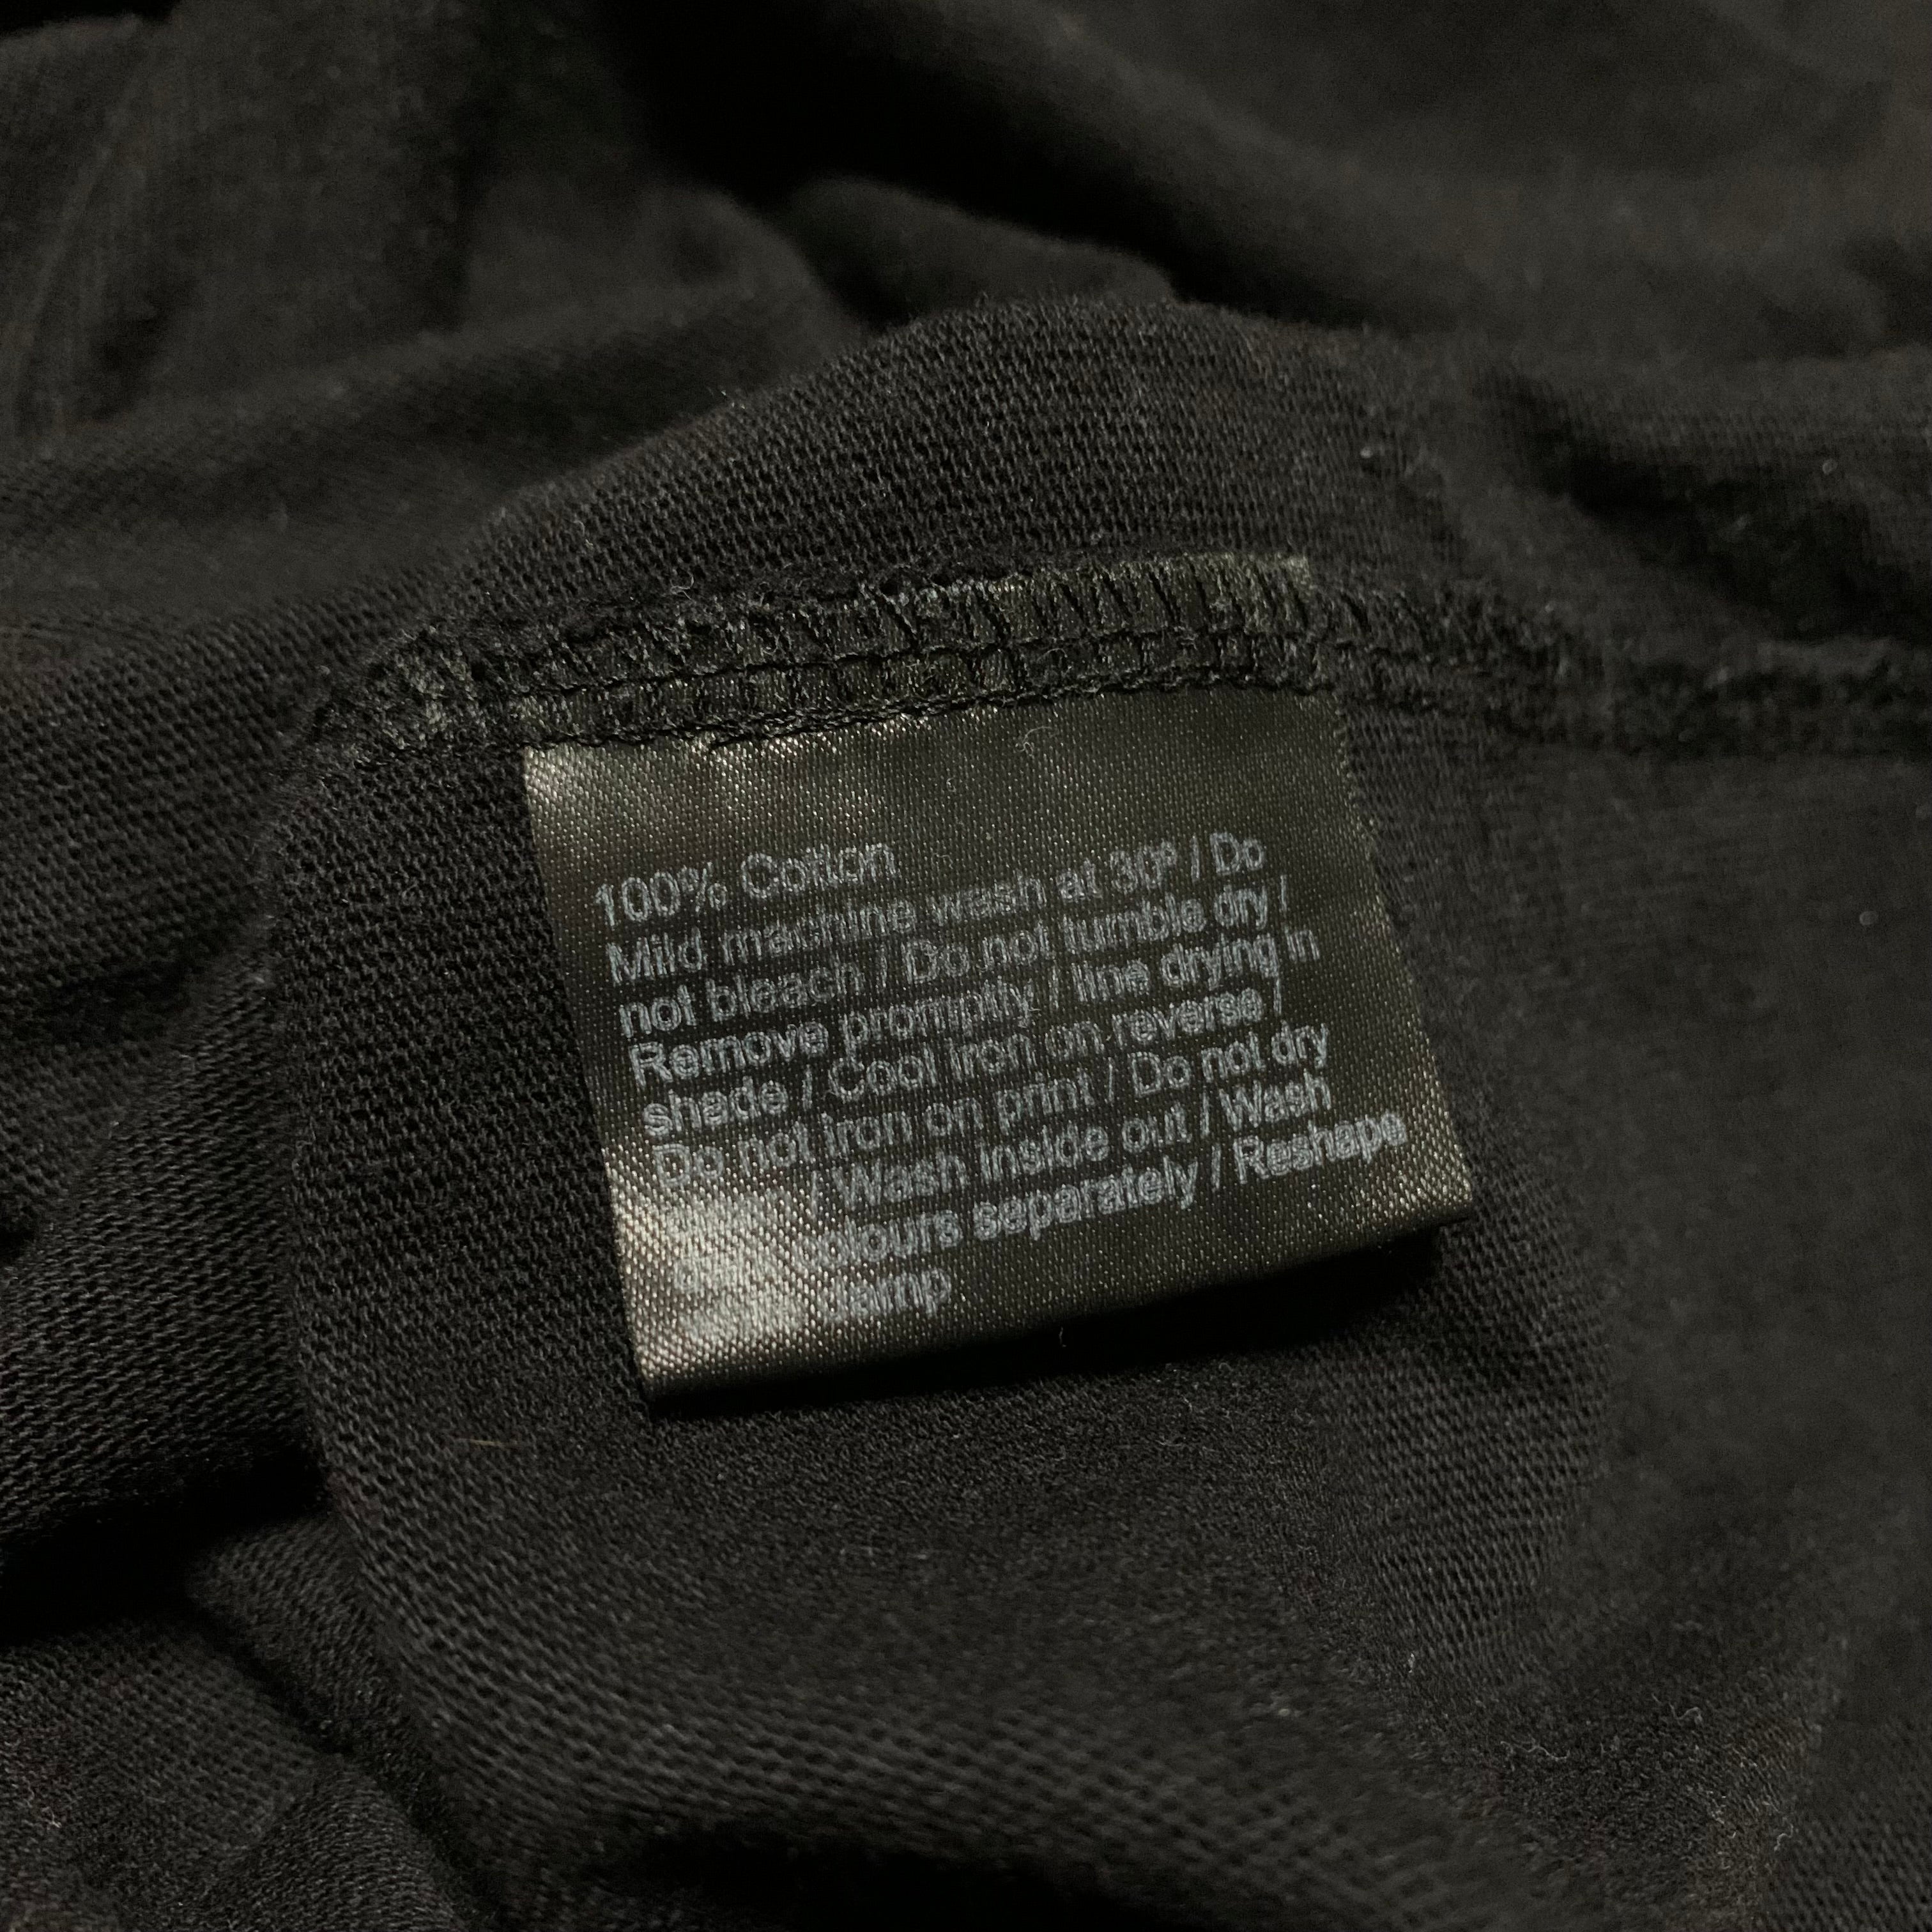 100% Cotton
Mild machine wash at 30° / Do
not bleach / Do not tumble dry /
Remove promptly / line drying in
shade / Cool iron on reverse /
Do not iron on print / Do not dry
/ Wash inside out / Wash
colours separately / Reshape
damp